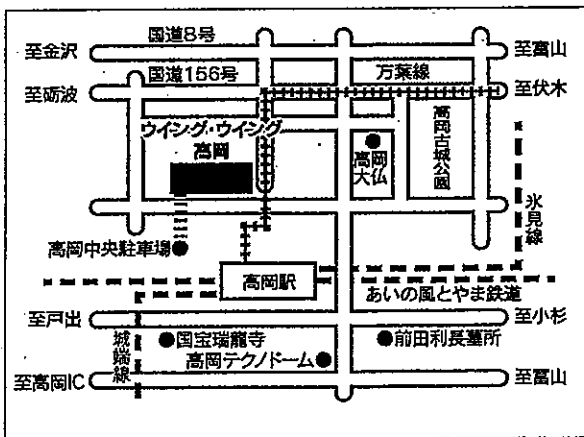 国道8号
至金沢
至富山
国道156号
万葉線
至砺波
至伏木
ウイング・ウイング
高岡
高岡
大仏
高岡古城公園
氷見線
高岡中央駐車場
高岡駅
あいの風とやま鉄道
至戸出
至小杉
城端線
国宝瑞龍寺
前田利長墓所
高岡テクノドーム
至高岡IC
至富山